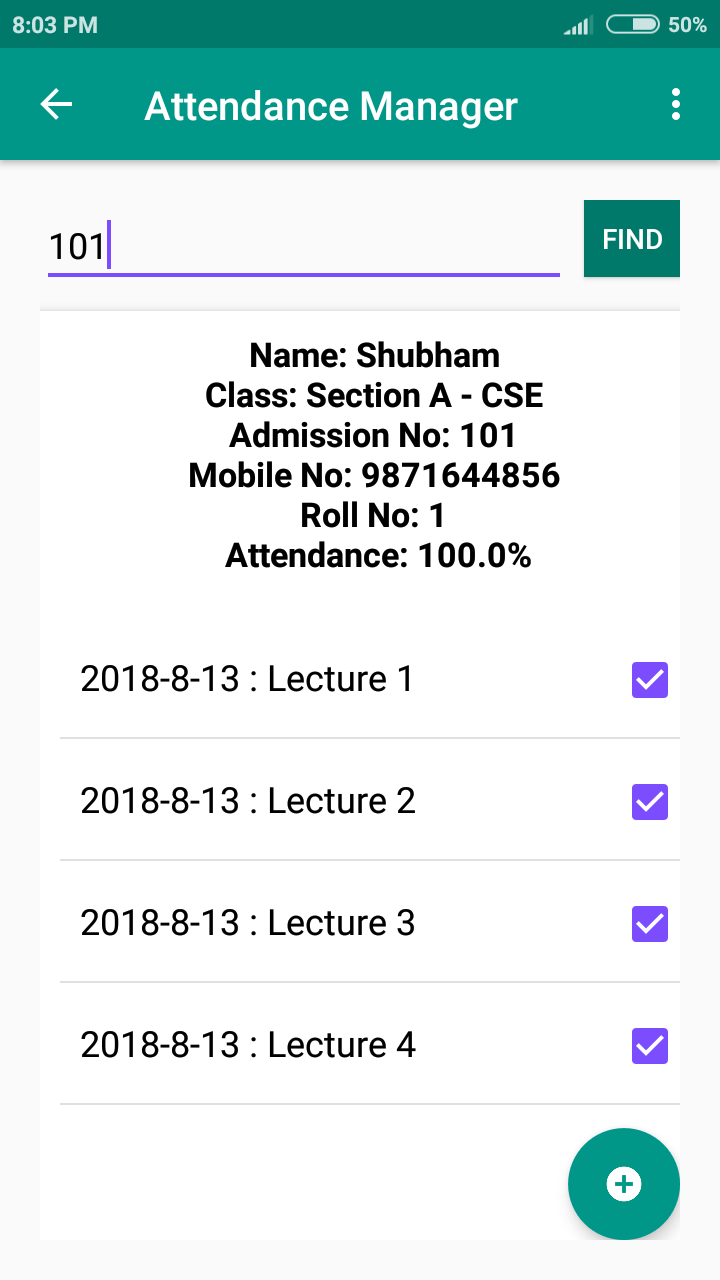 8:03 PM 50%
Attendance Manager
101 FIND
Name: Shubham
Class: Section A - CSE
Admission No: 101
Mobile No: 9871644856
Roll No: 1
Attendance: 100.0%
2018-8-13 : Lecture 1
2018-8-13 : Lecture 2
2018-8-13 : Lecture 3
2018-8-13 : Lecture 4